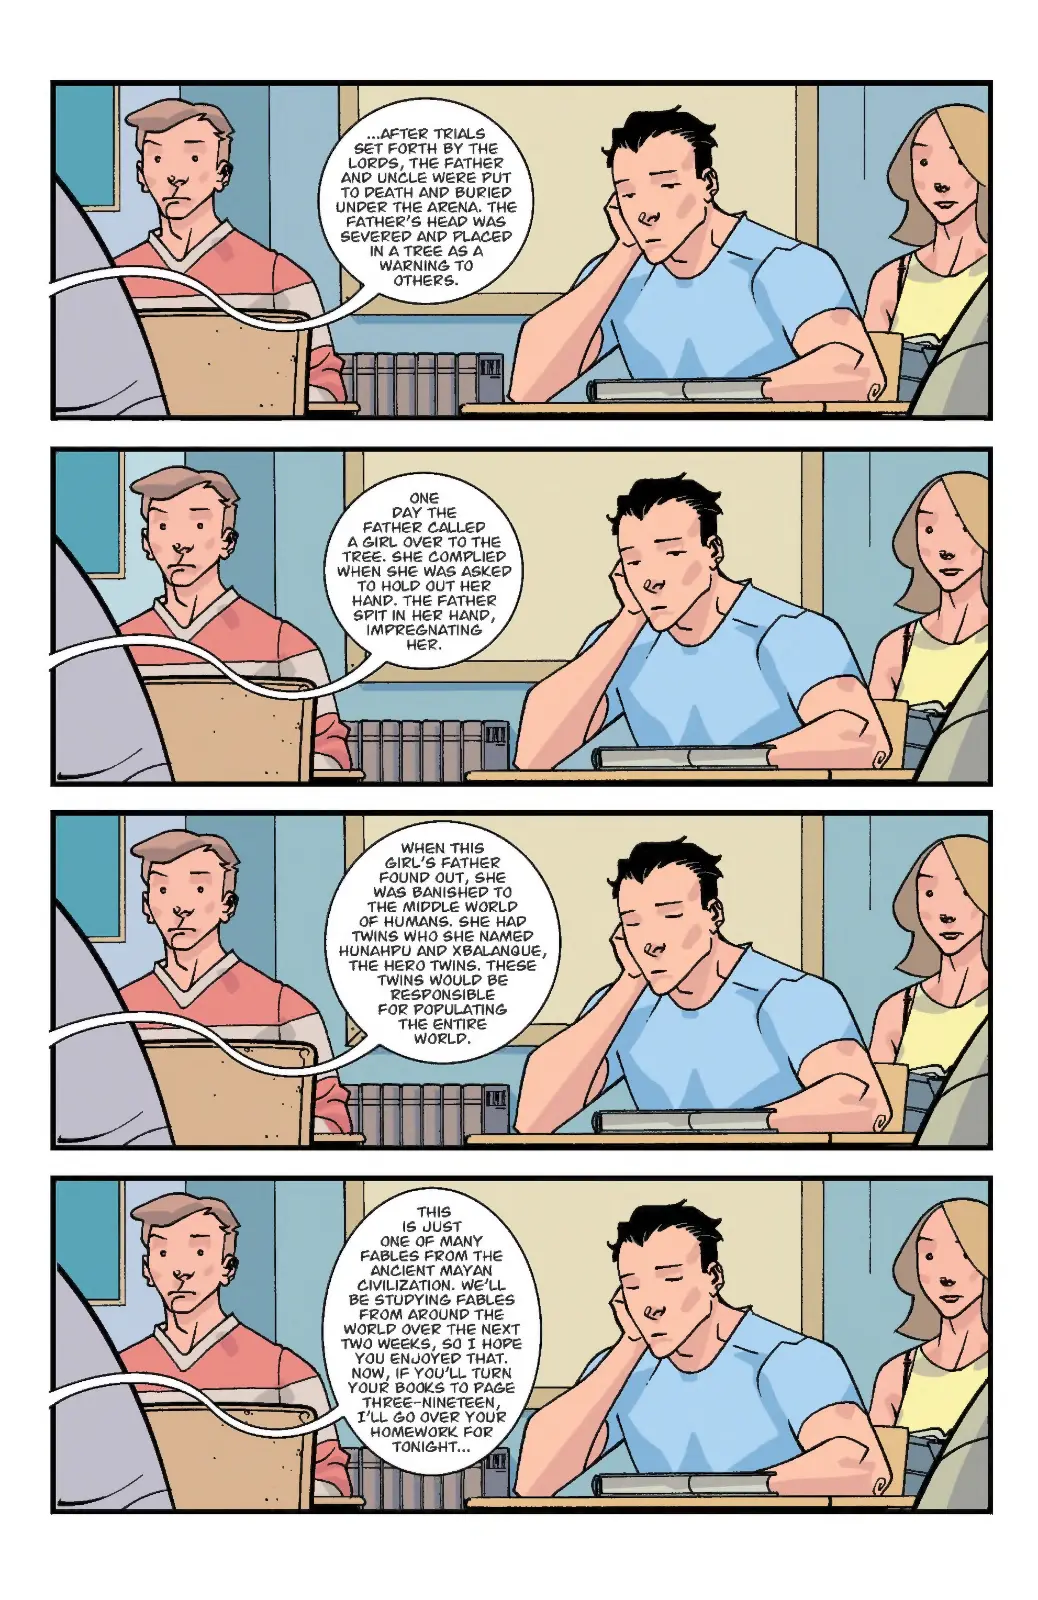 ...AFTER TRIALS
SET FORTH BY THE
LORDS, THE FATHER
AND UNCLE WERE PUT
TO DEATH AND BURIED
UNDER THE ARENA. THE
FATHER'S HEAD WAS
SEVERED AND PLACED
IN A TREE AS A
WARNING TO
OTHERS.
ONE
DAY THE
FATHER CALLED
A GIRL OVER TO THE
TREE. SHE COMPLIED
WHEN SHE WAS ASKED
TO HOLD OUT HER
HAND. THE FATHER
SPIT IN HER HAND,
IMPREGNATING
HER.
WHEN THIS
GIRL'S FATHER
FOUND OUT, SHE
WAS BANISHED TO
THE MIDDLE WORLD
OF HUMANS. SHE HAD
TWINS WHO SHE NAMED
HUNAHPU AND XBALANQUE,
THE HERO TWINS. THESE
TWINS WOULD BE
RESPONSIBLE
FOR POPULATING
THE ENTIRE
WORLD.
THIS
IS JUST
ONE OF MANY
FABLES FROM THE
ANCIENT MAYAN
CIVILIZATION. WE'LL
BE STUDYING FABLES
FROM AROUND THE
WORLD OVER THE NEXT
TWO WEEKS, SO I HOPE
YOU ENJOYED THAT.
NOW, IF YOU'LL TURN
YOUR BOOKS TO PAGE
THREE-NINETEEN,
I'LL GO OVER YOUR
HOMEWORK FOR
TONIGHT...